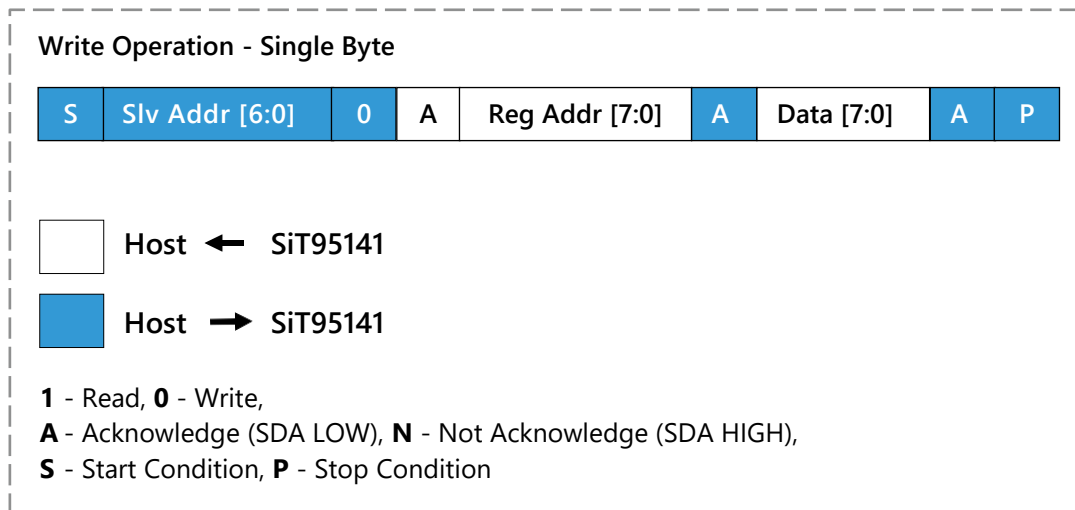 Write Operation - Single Byte
S Slv Addr [6:0] 0 A Reg Addr [7:0] A Data [7:0] A P
Host ← SiT95141
Host → SiT95141
1 - Read, 0 - Write,
A - Acknowledge (SDA LOW), N - Not Acknowledge (SDA HIGH),
S - Start Condition, P - Stop Condition